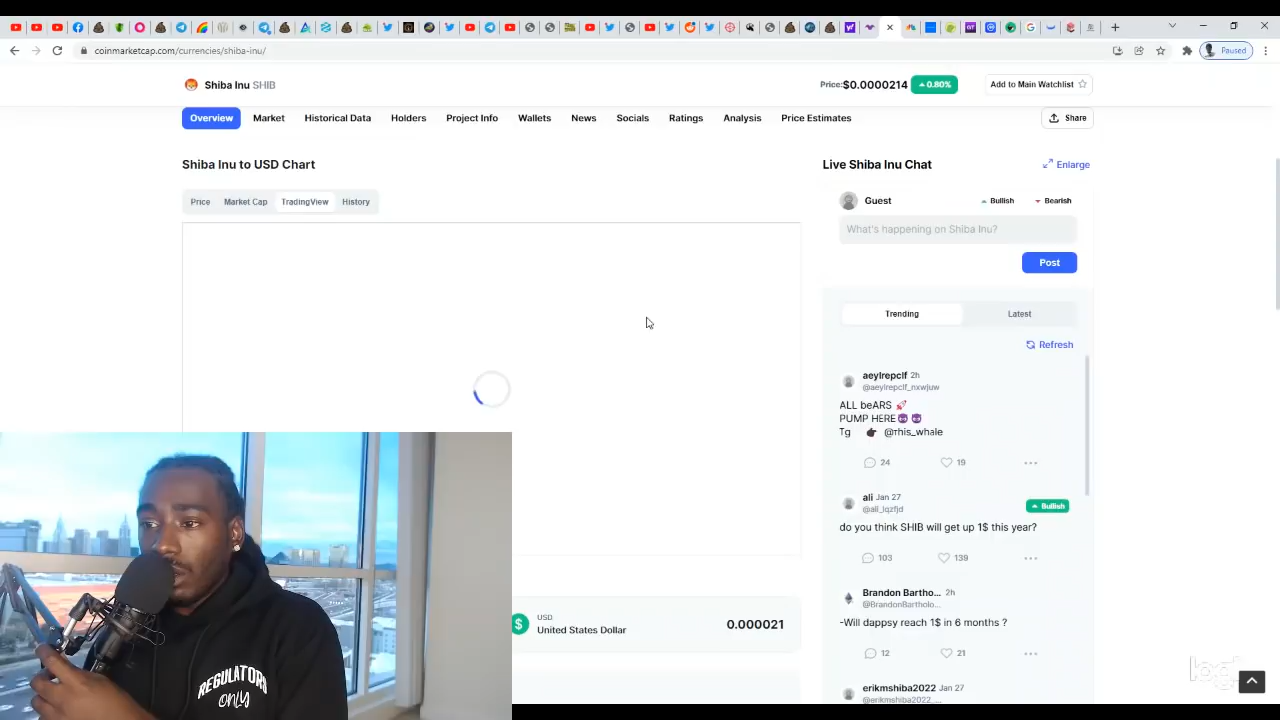 Paused
coinmarketcap.com/currencies/shiba-inu/
Shiba Inu SHIB
Price:$0.0000214
0.80%
Add to Main Watchlist
Overview
Market
Historical Data
Holders
Project Info
Wallets
News
Socials
Ratings
Analysis
Price Estimates
Share
Shiba Inu to USD Chart
Price
Market Cap
TradingView
History
Live Shiba Inu Chat
Enlarge
Guest
Bullish
Bearish
What's happening on Shiba Inu?
Post
Trending
Latest
Refresh
aeylrepclf 2h
@aeylrepclf_nxwjuw
ALL beARS
PUMP HERE
Tg @This_whale
24
19
ali Jan 27
@ali_lqzfjd
Bullish
do you think SHIB will get up 1$ this year?
103
139
Brandon Bartho... 2h
@BrandonBartholo...
-Will dappsy reach 1$ in 6 months ?
12
21
erikmshiba2022 Jan 27
@erikmshiba2022_...
USD
United States Dollar
0.000021
REGULATORS
ONLY